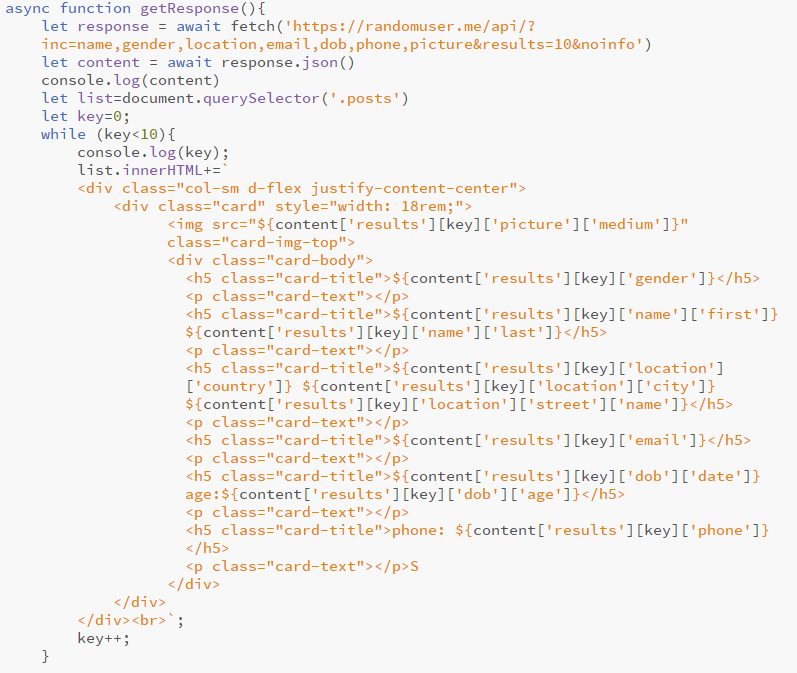 async function getResponse(){
let response = await fetch('https://randomuser.me/api/?
inc=name,gender,location,email,dob,phone,picture&results=10&noinfo')
let content = await response.json()
console.log(content)
let list=document.querySelector('.posts')
let key=0;
while (key<10){
console.log(key);
list.innerHTML+=`
<div class="col-sm d-flex justify-content-center">
<div class="card" style="width: 18rem;">
<img src="${content['results'][key]['picture']['medium']}"
class="card-img-top">
<div class="card-body">
<h5 class="card-title">${content['results'][key]['gender']}</h5>
<p class="card-text"></p>
<h5 class="card-title">${content['results'][key]['name']['first']}
${content['results'][key]['name']['last']}</h5>
<p class="card-text"></p>
<h5 class="card-title">${content['results'][key]['location']
['country']} ${content['results'][key]['location']['city']}
${content['results'][key]['location']['street']['name']}</h5>
<p class="card-text"></p>
<h5 class="card-title">${content['results'][key]['email']}</h5>
<p class="card-text"></p>
<h5 class="card-title">${content['results'][key]['dob']['date']}
age:${content['results'][key]['dob']['age']}</h5>
<p class="card-text"></p>
<h5 class="card-title">phone: ${content['results'][key]['phone']}
</h5>
<p class="card-text"></p>S
</div>
</div>
</div><br>`;
key++;
}